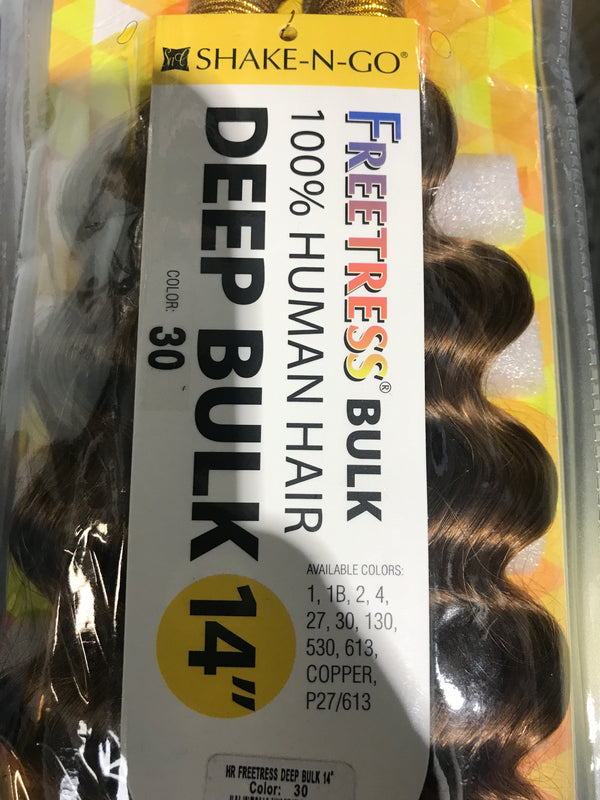 SHAKE-N-GO®
FREETRESS® BULK
100% HUMAN HAIR
DEEP BULK 14"
COLOR: 30
AVAILABLE COLORS:
1, 1B, 2, 4,
27, 30, 130,
530, 613,
COPPER,
P27/613
HR FREETRESS DEEP BULK 14"
Color: 30